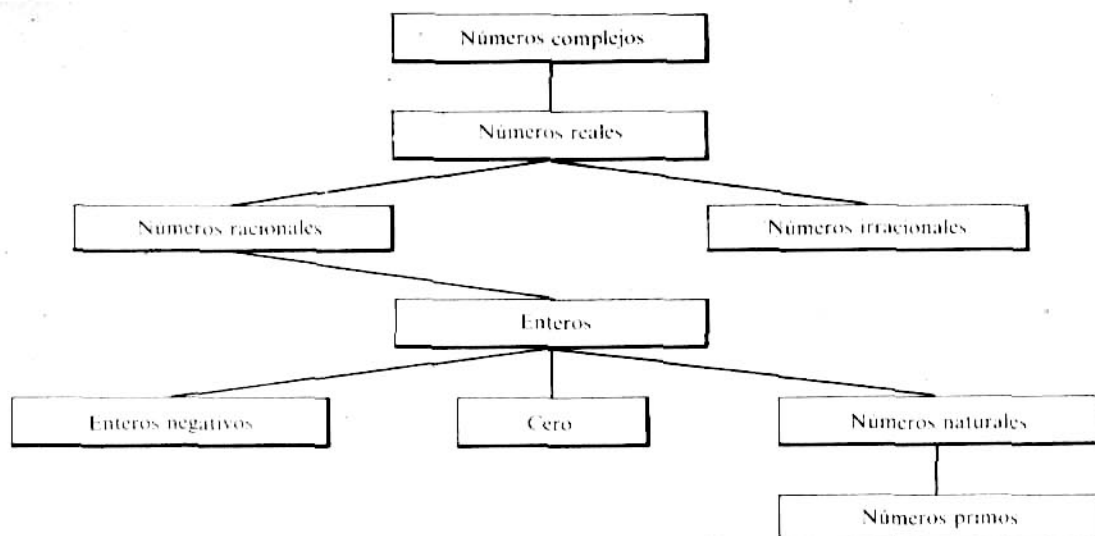 Números complejos
Números reales
Números racionales
Números irracionales
Enteros
Enteros negativos
Cero
Números naturales
Números primos